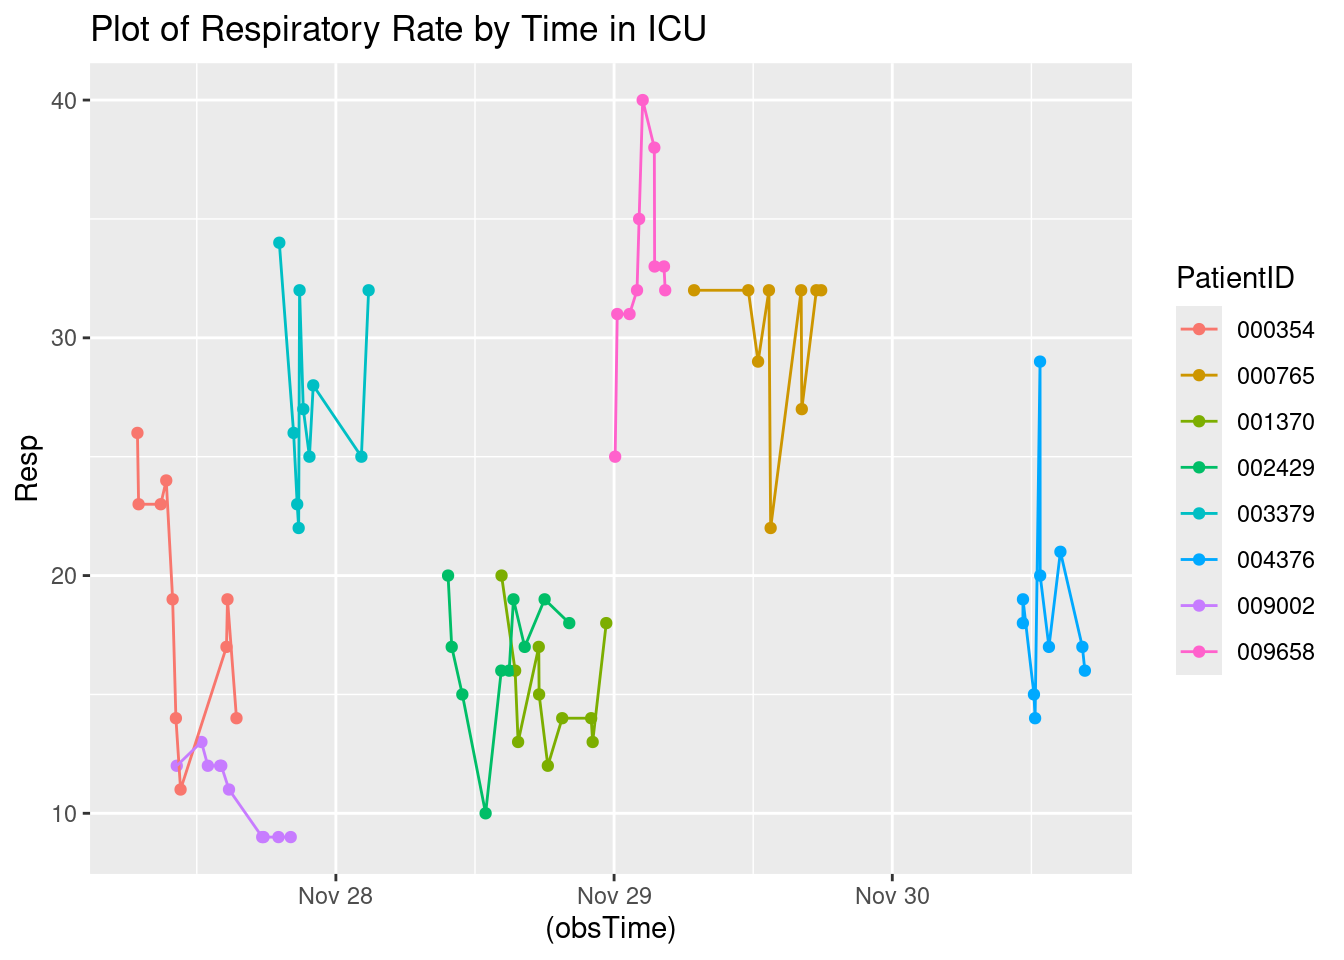 Plot of Respiratory Rate by Time in ICU
40
30
20
10
Resp
Nov 28
Nov 29
Nov 30
(obsTime)
PatientID
000354
000765
001370
002429
003379
004376
009002
009658